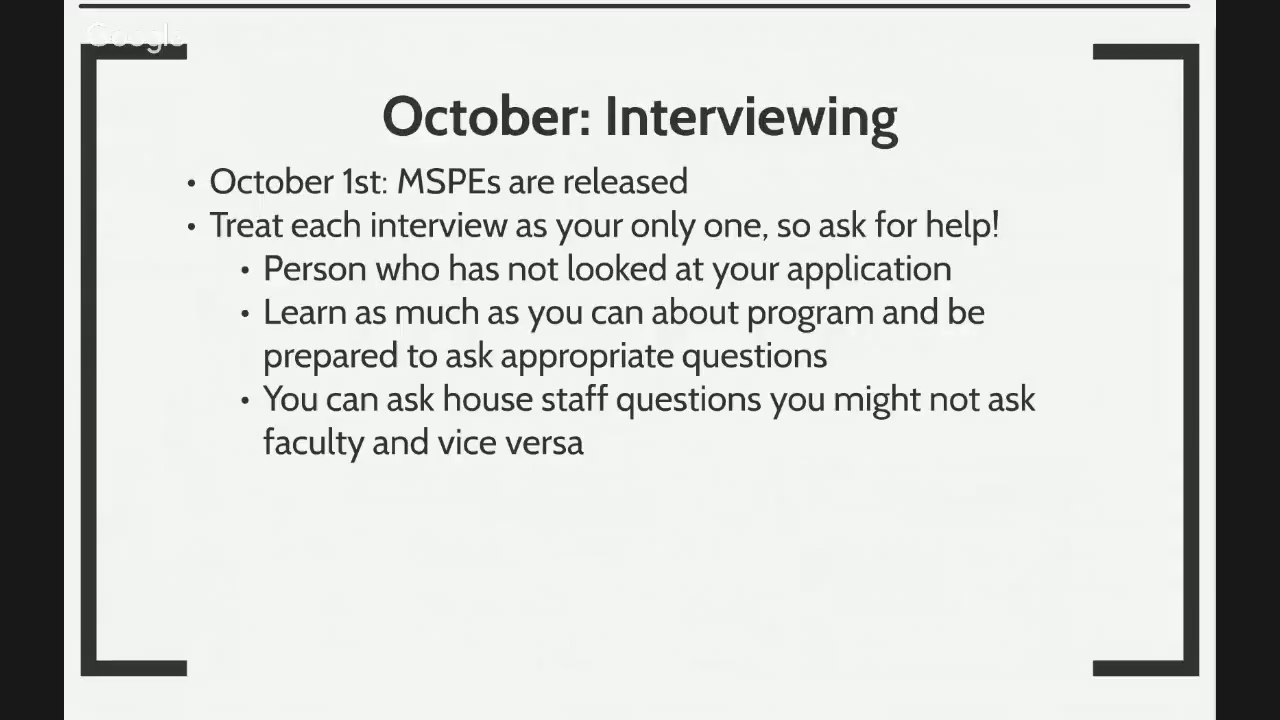 Google
October: Interviewing
• October 1st: MSPEs are released
• Treat each interview as your only one, so ask for help!
• Person who has not looked at your application
• Learn as much as you can about program and be
prepared to ask appropriate questions
• You can ask house staff questions you might not ask
faculty and vice versa